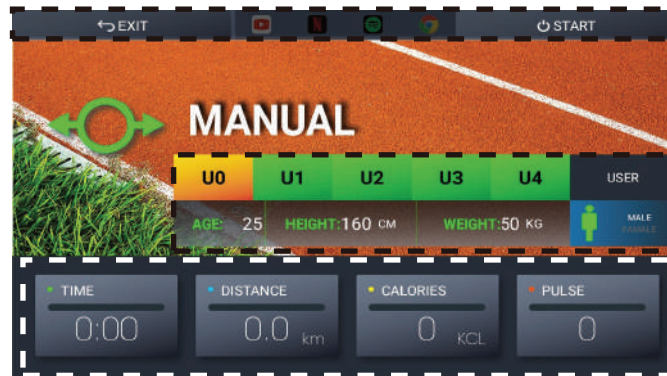 EXIT
START
MANUAL
U0 U1 U2 U3 U4 USER
AGE: 25 HEIGHT:160 CM WEIGHT:50 KG MALE
FAMALE
TIME DISTANCE CALORIES PULSE
0:00 0.0 km 0 KCL 0